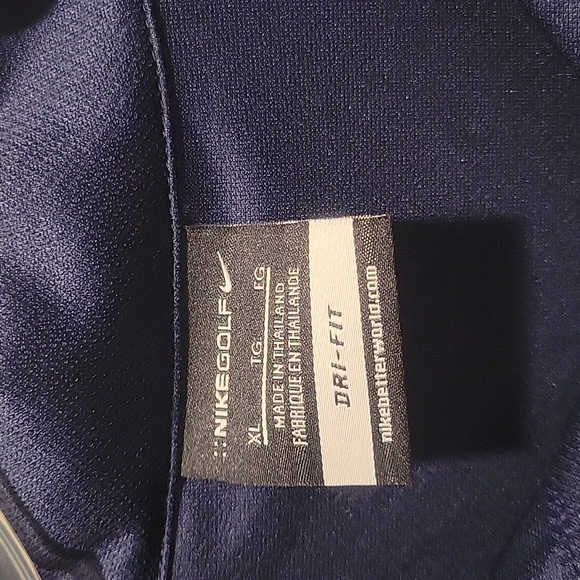 NIKEGOLF
XL TG EG
MADE IN THAILAND
FABRIQUE EN THAILANDE
DRI-FIT
nikebetterworld.com